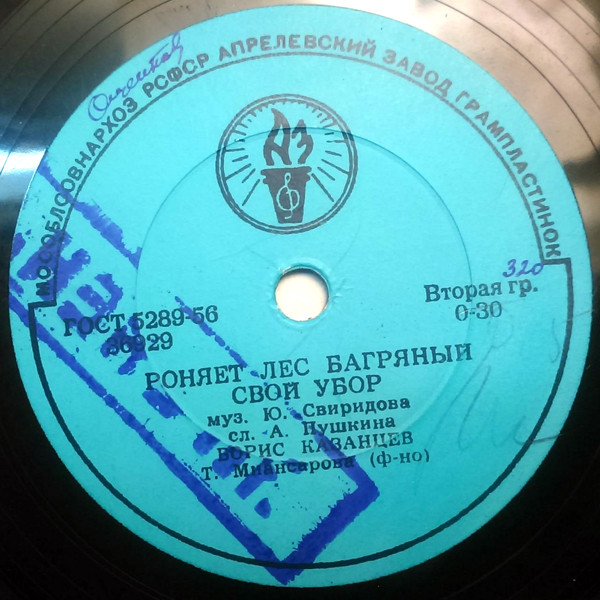 МОСОБЛСОВНАРХОЗ РСФСР АПРЕЛЕВСКИЙ ЗАВОД ГРАМПЛАСТИНОК
АЗ
320
Вторая гр.
0-30
ГОСТ 5289-56
36929
РОНЯЕТ ЛЕС БАГРЯНЫЙ
СВОЙ УБОР
муз. Ю. Свиридова
сл. А. Пушкина
БОРИС КАЗАНЦЕВ
Т. Миансарова (ф-но)